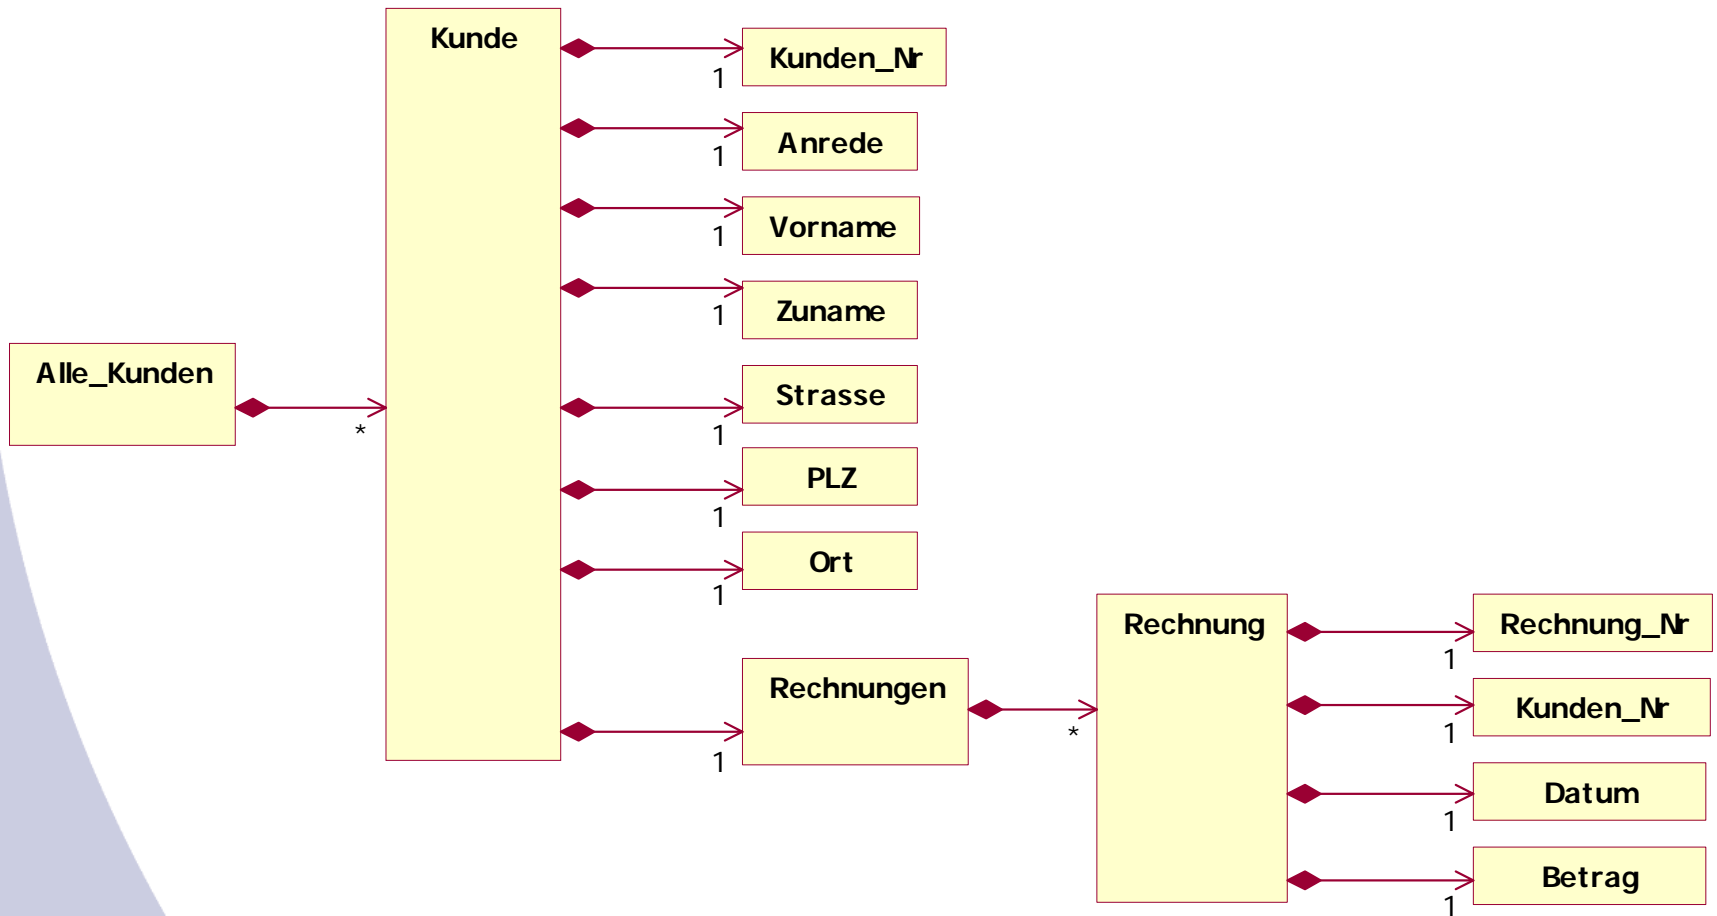 Kunde
Kunden_Nr
1
Anrede
1
Vorname
1
Zuname
1
Alle_Kunden
*
Strasse
1
PLZ
1
Ort
1
Rechnungen
1
*
Rechnung
Rechnung_Nr
1
Kunden_Nr
1
Datum
1
Betrag
1